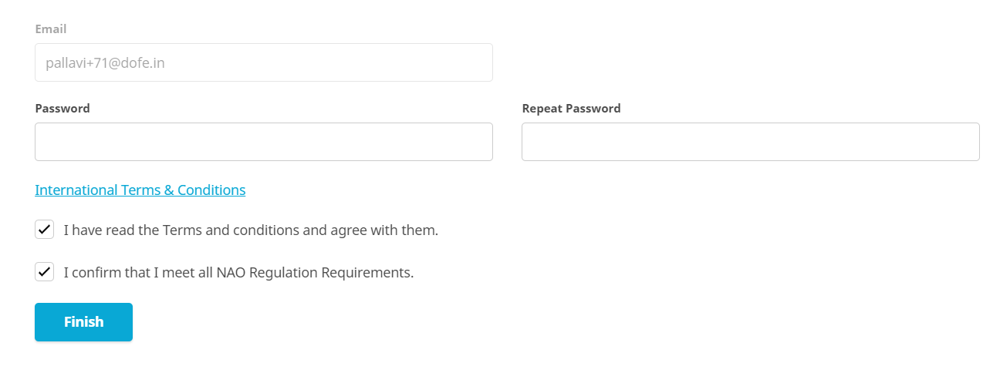 Email
pallavi+71@dofe.in
Password
Repeat Password
International Terms & Conditions
I have read the Terms and conditions and agree with them.
I confirm that I meet all NAO Regulation Requirements.
Finish